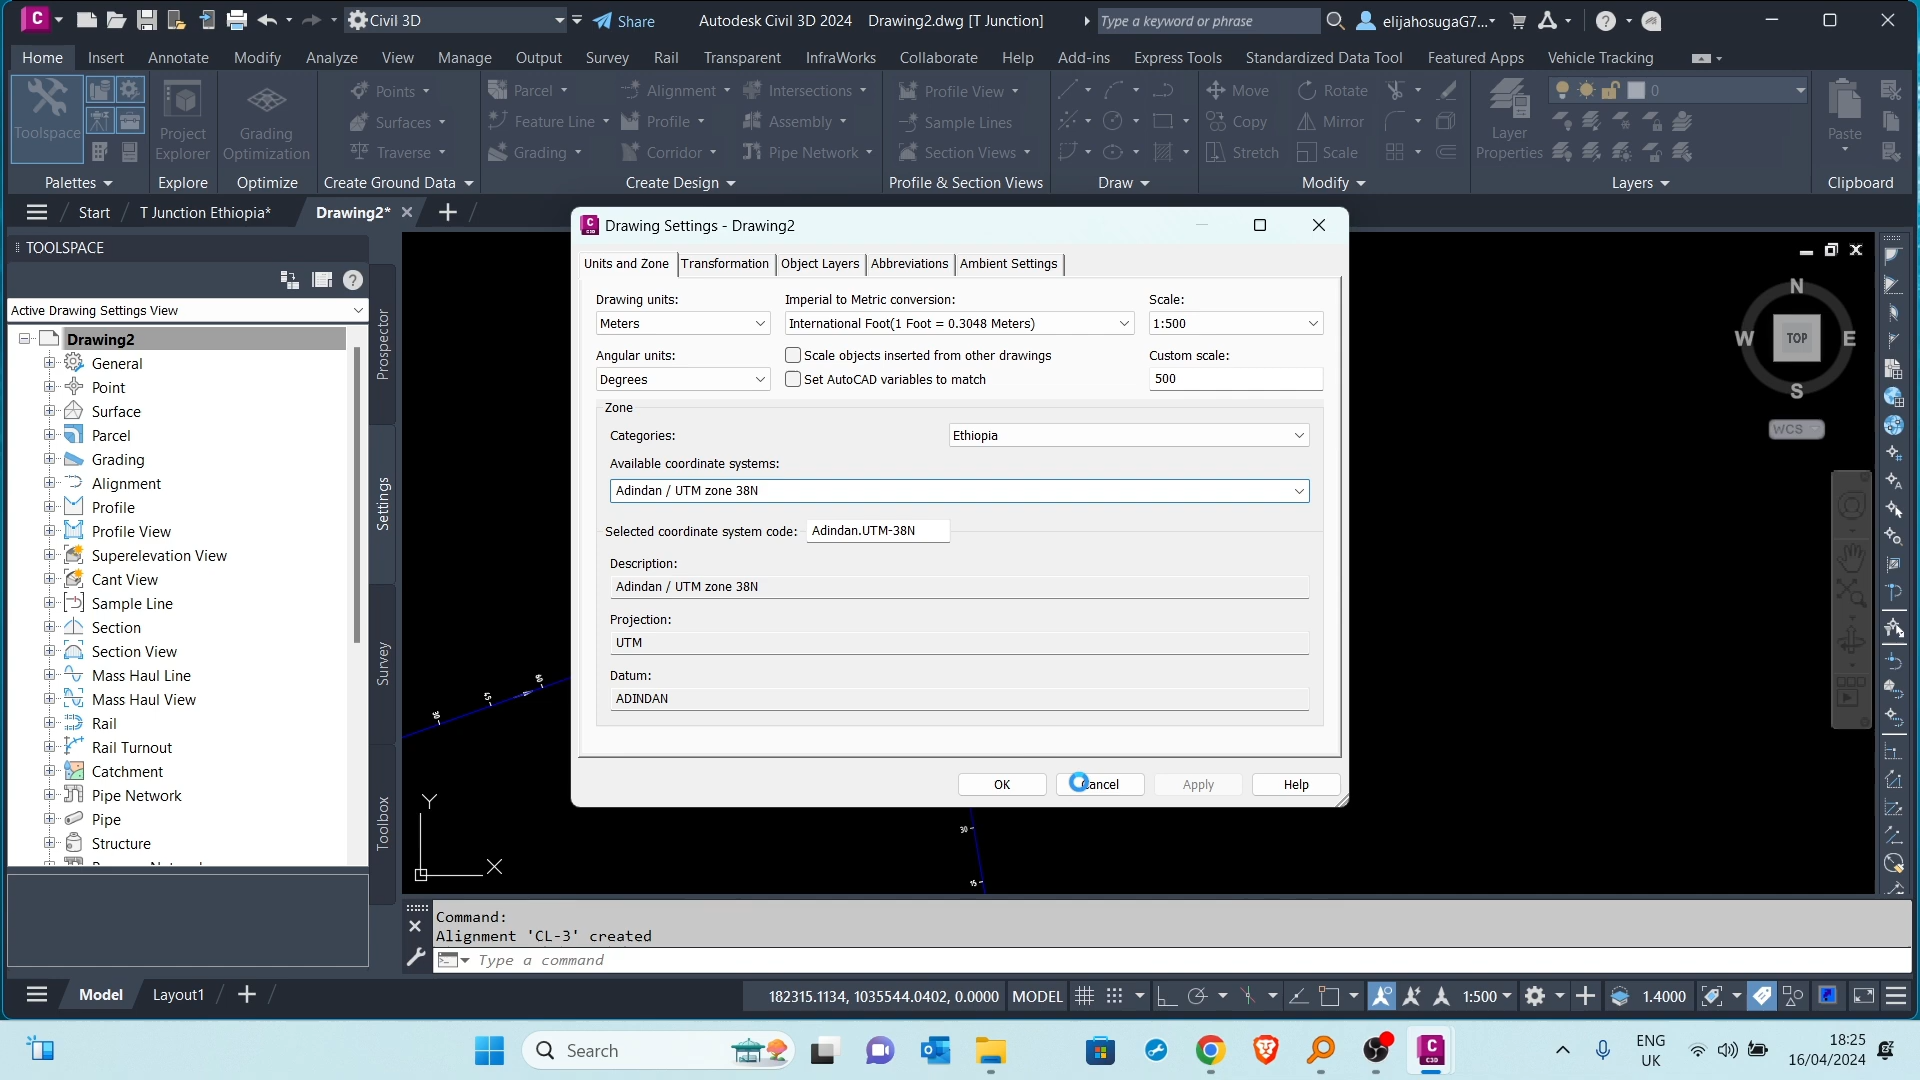 Civil 3D
Share
Autodesk Civil 3D 2024 Drawing2.dwg [T Junction]
Type a keyword or phrase
elijahosugaG7...
Home Insert Annotate Modify Analyze View Manage Output Survey Rail Transparent InfraWorks Collaborate Help Add-ins Express Tools Standardized Data Tool Featured Apps Vehicle Tracking
Toolspace
Project Explorer
Grading Optimization
Points
Surfaces
Traverse
Parcel
Feature Line
Grading
Alignment
Profile
Corridor
Intersections
Assembly
Pipe Network
Profile View
Sample Lines
Section Views
Move
Copy
Stretch
Rotate
Mirror
Scale
Layer Properties
0
Paste
Palettes Explore Optimize Create Ground Data Create Design Profile & Section Views Draw Modify Layers Clipboard
Start T Junction Ethiopia* Drawing2*
TOOLSPACE
Active Drawing Settings View
Drawing2
General
Point
Surface
Parcel
Grading
Alignment
Profile
Profile View
Superelevation View
Cant View
Sample Line
Section
Section View
Mass Haul Line
Mass Haul View
Rail
Rail Turnout
Catchment
Pipe Network
Pipe
Structure
Prospector
Settings
Survey
Toolbox
Drawing Settings - Drawing2
Units and Zone Transformation Object Layers Abbreviations Ambient Settings
Drawing units: Imperial to Metric conversion: Scale:
Meters International Foot(1 Foot = 0.3048 Meters) 1:500
Angular units: Scale objects inserted from other drawings Custom scale:
Degrees Set AutoCAD variables to match 500
Zone
Categories: Ethiopia
Available coordinate systems:
Adindan / UTM zone 38N
Selected coordinate system code: Adindan.UTM-38N
Description:
Adindan / UTM zone 38N
Projection:
UTM
Datum:
ADINDAN
OK Cancel Apply Help
N
W TOP E
S
WCS
30
45
60
30
15
Y
X
Command:
Alignment 'CL-3' created
Type a command
Model Layout1
182315.1134, 1035544.0402, 0.0000 MODEL 1:500 1.4000
Search
ENG
UK
18:25
16/04/2024